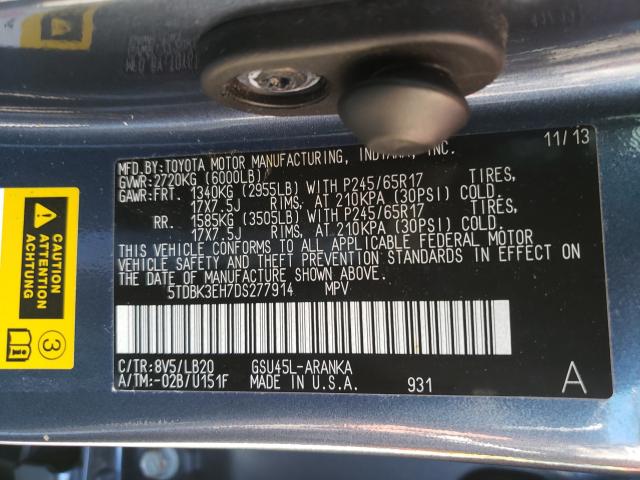 11/13
MFD.BY:TOYOTA MOTOR MANUFACTURING, INDIANA, INC.
GVWR:2720KG (6000LB)
GAWR:FRT. 1340KG (2955LB) WITH P245/65R17 TIRES,
17X7.5J RIMS, AT 210KPA (30PSI) COLD.
RR. 1585KG (3505LB) WITH P245/65R17 TIRES,
17X7.5J RIMS, AT 210KPA (30PSI) COLD.
THIS VEHICLE CONFORMS TO ALL APPLICABLE FEDERAL MOTOR
VEHICLE SAFETY AND THEFT PREVENTION STANDARDS IN EFFECT ON
THE DATE OF MANUFACTURE SHOWN ABOVE.
5TDBK3EH7DS277914 MPV
C/TR:8V5/LB20 GSU45L-ARANKA
A/TM:-02B/U151F MADE IN U.S.A. 931
A
CAUTION
ACHTUNG
3